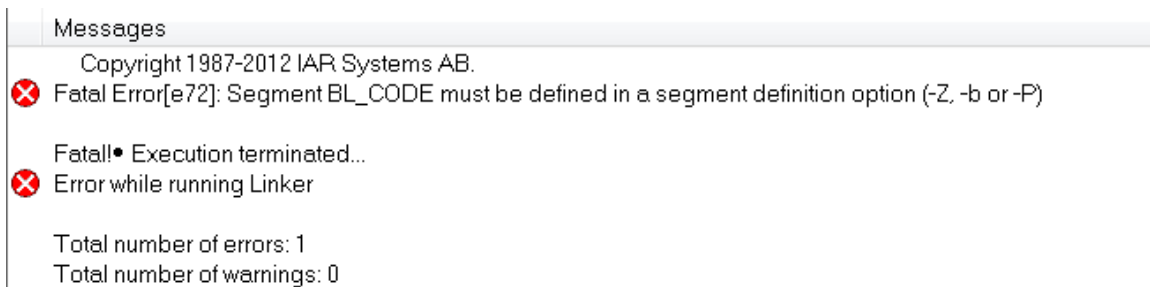 Messages
Copyright 1987-2012 IAR Systems AB.
Fatal Error[e72]: Segment BL_CODE must be defined in a segment definition option (-Z, -b or -P)
Fatal!• Execution terminated...
Error while running Linker
Total number of errors: 1
Total number of warnings: 0